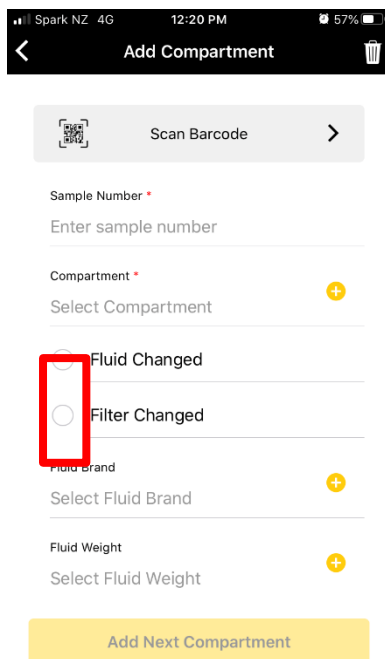 Spark NZ 4G 12:20 PM 57%
Add Compartment
Scan Barcode
Sample Number *
Enter sample number
Compartment *
Select Compartment
Fluid Changed
Filter Changed
Fluid Brand
Select Fluid Brand
Fluid Weight
Select Fluid Weight
Add Next Compartment